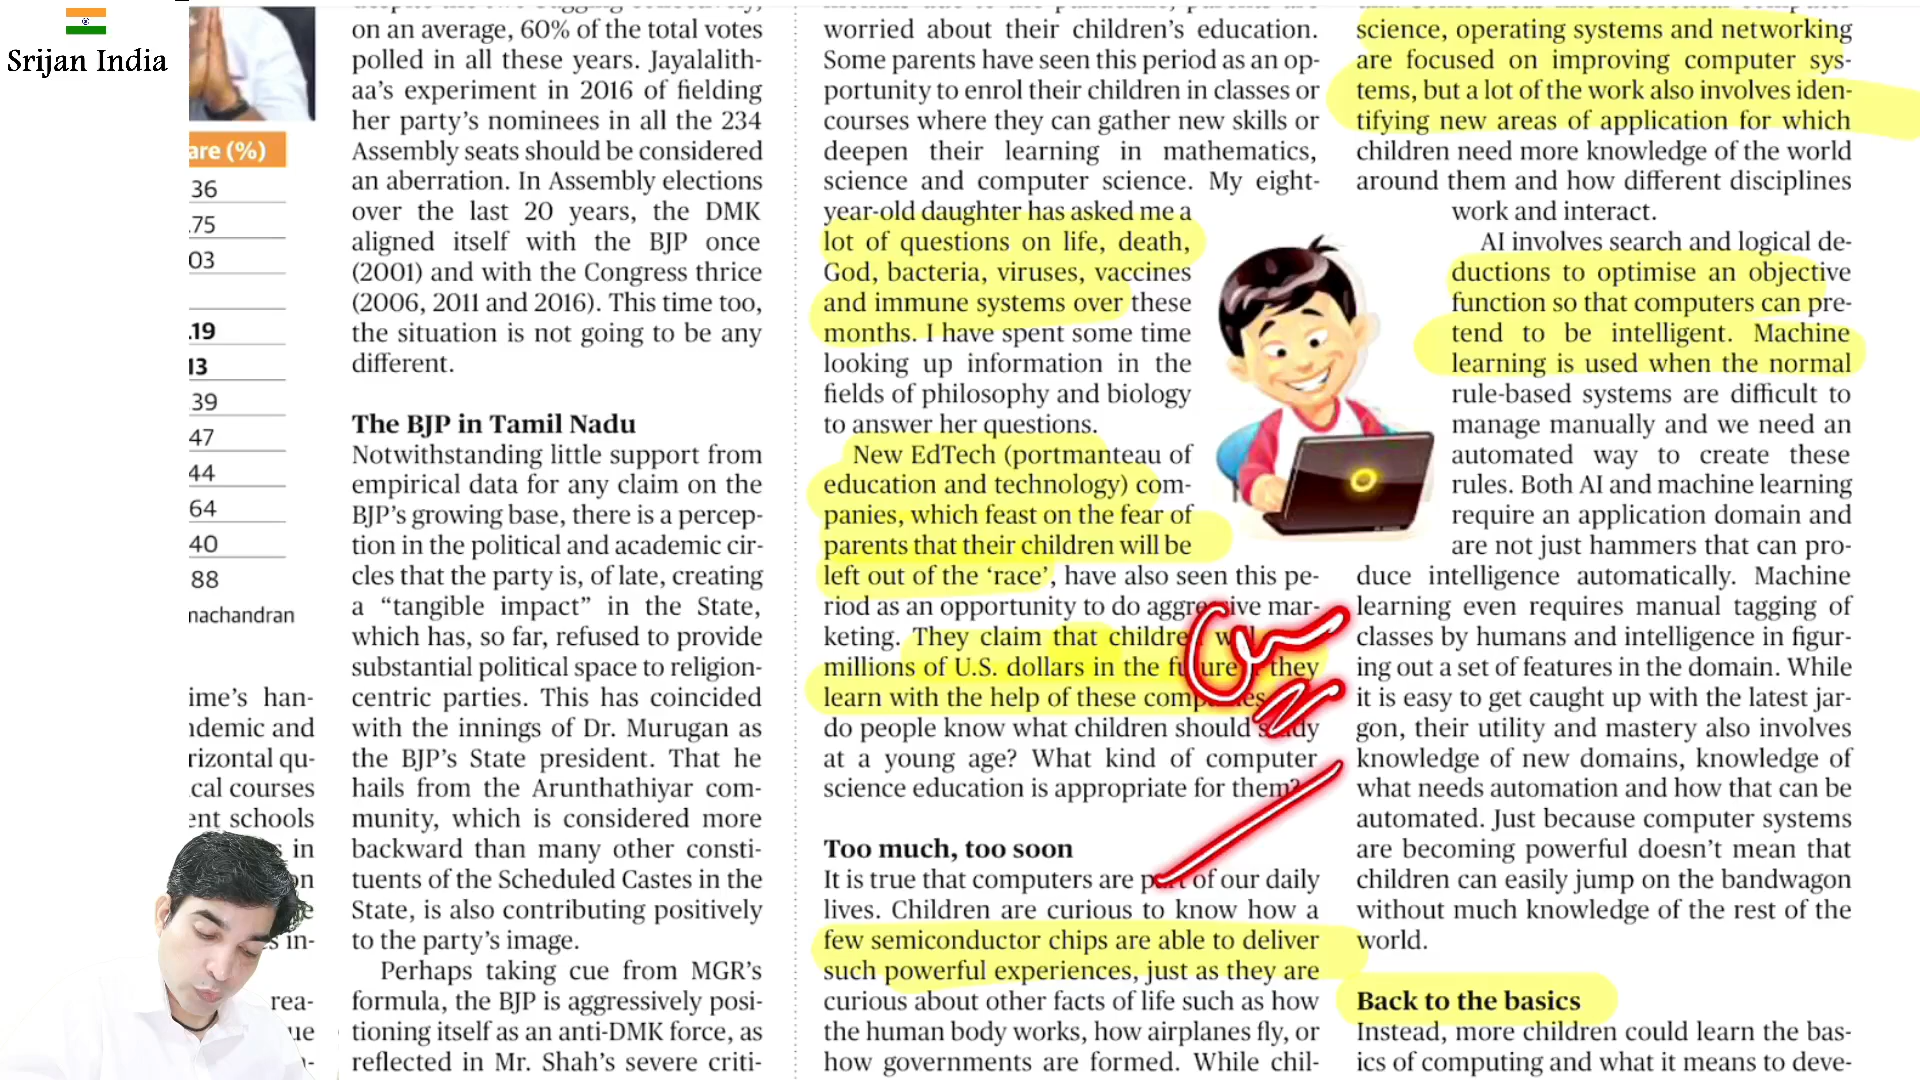 Srijan India
are (%)
36
.75
03
.19
13
39
47
44
64
40
88
nachandran
ime's han-
ndemic and
rizontal qu-
ical courses
ent schools
in
on
s in-
rea-
ue
on an average, 60% of the total votes
polled in all these years. Jayalalith-
aa's experiment in 2016 of fielding
her party's nominees in all the 234
Assembly seats should be considered
an aberration. In Assembly elections
over the last 20 years, the DMK
aligned itself with the BJP once
(2001) and with the Congress thrice
(2006, 2011 and 2016). This time too,
the situation is not going to be any
different.
The BJP in Tamil Nadu
Notwithstanding little support from
empirical data for any claim on the
BJP's growing base, there is a percep-
tion in the political and academic cir-
cles that the party is, of late, creating
a “tangible impact” in the State,
which has, so far, refused to provide
substantial political space to religion-
centric parties. This has coincided
with the innings of Dr. Murugan as
the BJP's State president. That he
hails from the Arunthathiyar com-
munity, which is considered more
backward than many other consti-
tuents of the Scheduled Castes in the
State, is also contributing positively
to the party's image.
Perhaps taking cue from MGR's
formula, the BJP is aggressively posi-
tioning itself as an anti-DMK force, as
reflected in Mr. Shah's severe criti-
worried about their children's education.
Some parents have seen this period as an op-
portunity to enrol their children in classes or
courses where they can gather new skills or
deepen their learning in mathematics,
science and computer science. My eight-
year-old daughter has asked me a
lot of questions on life, death,
God, bacteria, viruses, vaccines
and immune systems over these
months. I have spent some time
looking up information in the
fields of philosophy and biology
to answer her questions.
New EdTech (portmanteau of
education and technology) com-
panies, which feast on the fear of
parents that their children will be
left out of the ‘race’, have also seen this pe-
riod as an opportunity to do aggressive mar-
keting. They claim that children
millions of U.S. dollars in the future they
learn with the help of these companies
do people know what children should study
at a young age? What kind of computer
science education is appropriate for them?
Too much, too soon
It is true that computers are part of our daily
lives. Children are curious to know how a
few semiconductor chips are able to deliver
such powerful experiences, just as they are
curious about other facts of life such as how
the human body works, how airplanes fly, or
how governments are formed. While chil-
science, operating systems and networking
are focused on improving computer sys-
tems, but a lot of the work also involves iden-
tifying new areas of application for which
children need more knowledge of the world
around them and how different disciplines
work and interact.
AI involves search and logical de-
ductions to optimise an objective
function so that computers can pre-
tend to be intelligent. Machine
learning is used when the normal
rule-based systems are difficult to
manage manually and we need an
automated way to create these
rules. Both AI and machine learning
require an application domain and
are not just hammers that can pro-
duce intelligence automatically. Machine
learning even requires manual tagging of
classes by humans and intelligence in figur-
ing out a set of features in the domain. While
it is easy to get caught up with the latest jar-
gon, their utility and mastery also involves
knowledge of new domains, knowledge of
what needs automation and how that can be
automated. Just because computer systems
are becoming powerful doesn't mean that
children can easily jump on the bandwagon
without much knowledge of the rest of the
world.
Back to the basics
Instead, more children could learn the bas-
ics of computing and what it means to deve-